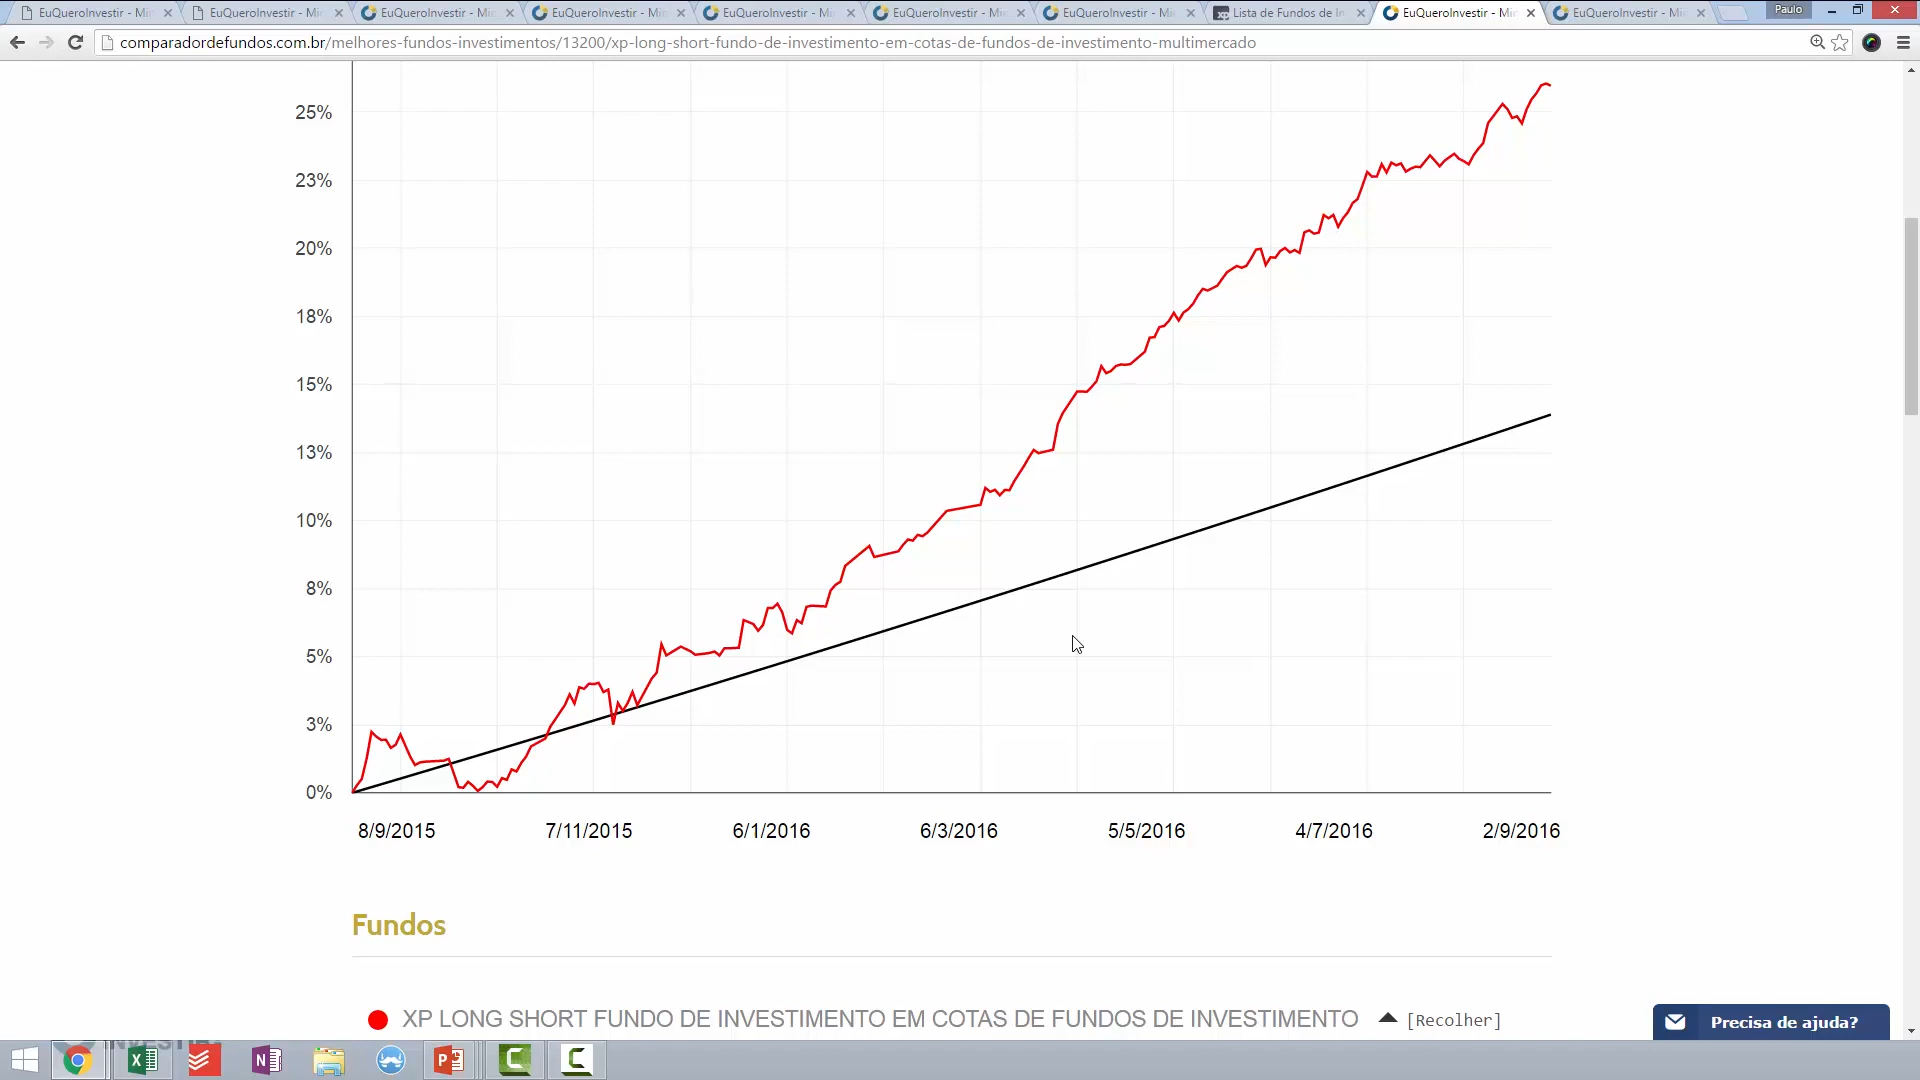 EuQueroInvestir - Mi
EuQueroInvestir - Mi
EuQueroInvestir - Mi
EuQueroInvestir - Mi
EuQueroInvestir - Mi
EuQueroInvestir - Mi
EuQueroInvestir - Mi
Lista de Fundos de In
EuQueroInvestir - Mi
EuQueroInvestir - Mi
Paulo
comparadordefundos.com.br/melhores-fundos-investimentos/13200/xp-long-short-fundo-de-investimento-em-cotas-de-fundos-de-investimento-multimercado
25%
23%
20%
18%
15%
13%
10%
8%
5%
3%
0%
8/9/2015 7/11/2015 6/1/2016 6/3/2016 5/5/2016 4/7/2016 2/9/2016
Fundos
XP LONG SHORT FUNDO DE INVESTIMENTO EM COTAS DE FUNDOS DE INVESTIMENTO [Recolher]
Precisa de ajuda?